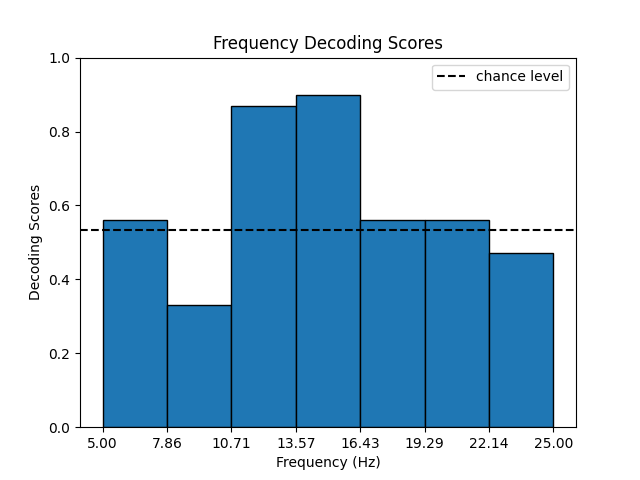 Frequency Decoding Scores
chance level
Decoding Scores
1.0
0.8
0.6
0.4
0.2
0.0
5.00 7.86 10.71 13.57 16.43 19.29 22.14 25.00
Frequency (Hz)